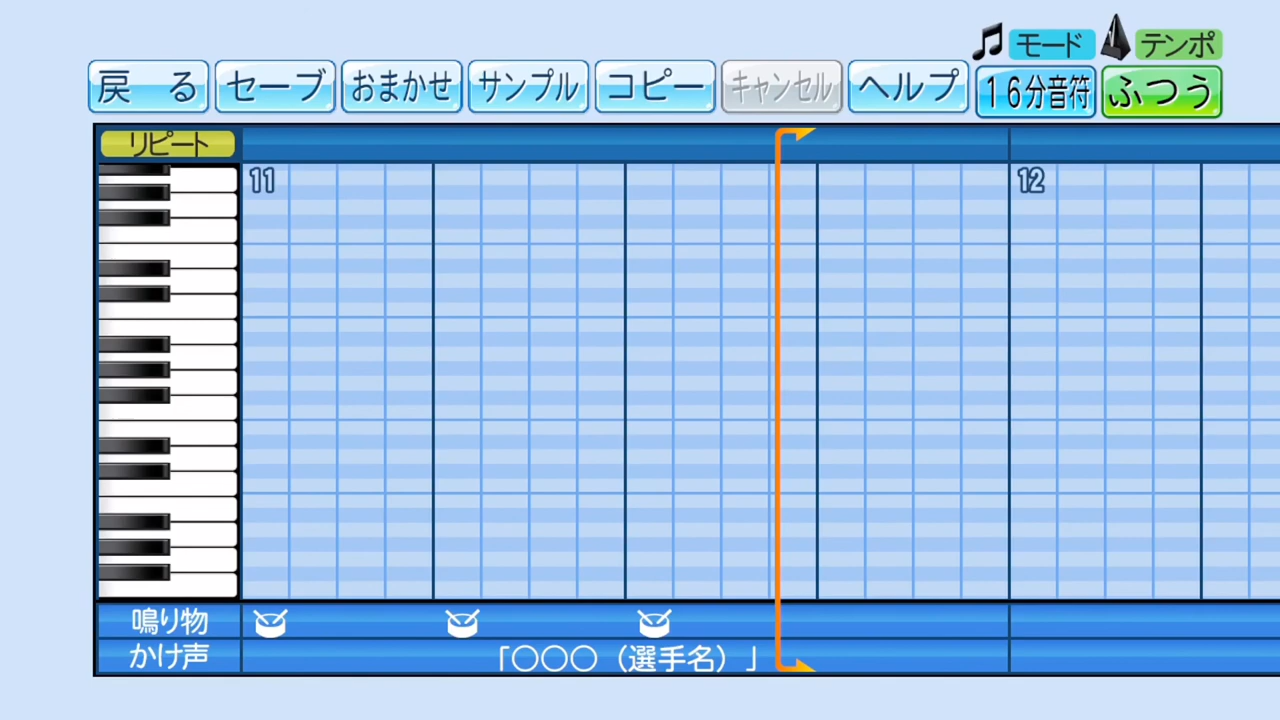 モード テンポ
戻る セーブ おまかせ サンプル コピー キャンセル ヘルプ 16分音符 ふつう
リピート
11 12
鳴り物
かけ声 「○○○（選手名）」